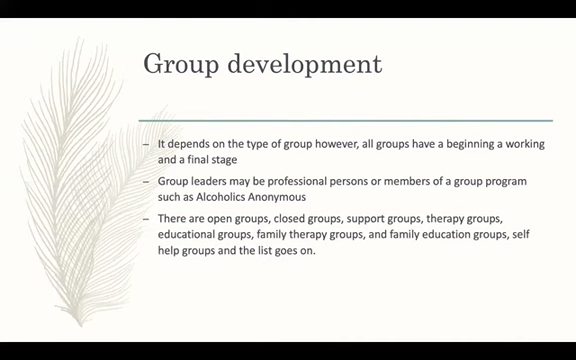 Group development
– It depends on the type of group however, all groups have a beginning a working
and a final stage
– Group leaders may be professional persons or members of a group program
such as Alcoholics Anonymous
– There are open groups, closed groups, support groups, therapy groups,
educational groups, family therapy groups, and family education groups, self
help groups and the list goes on.